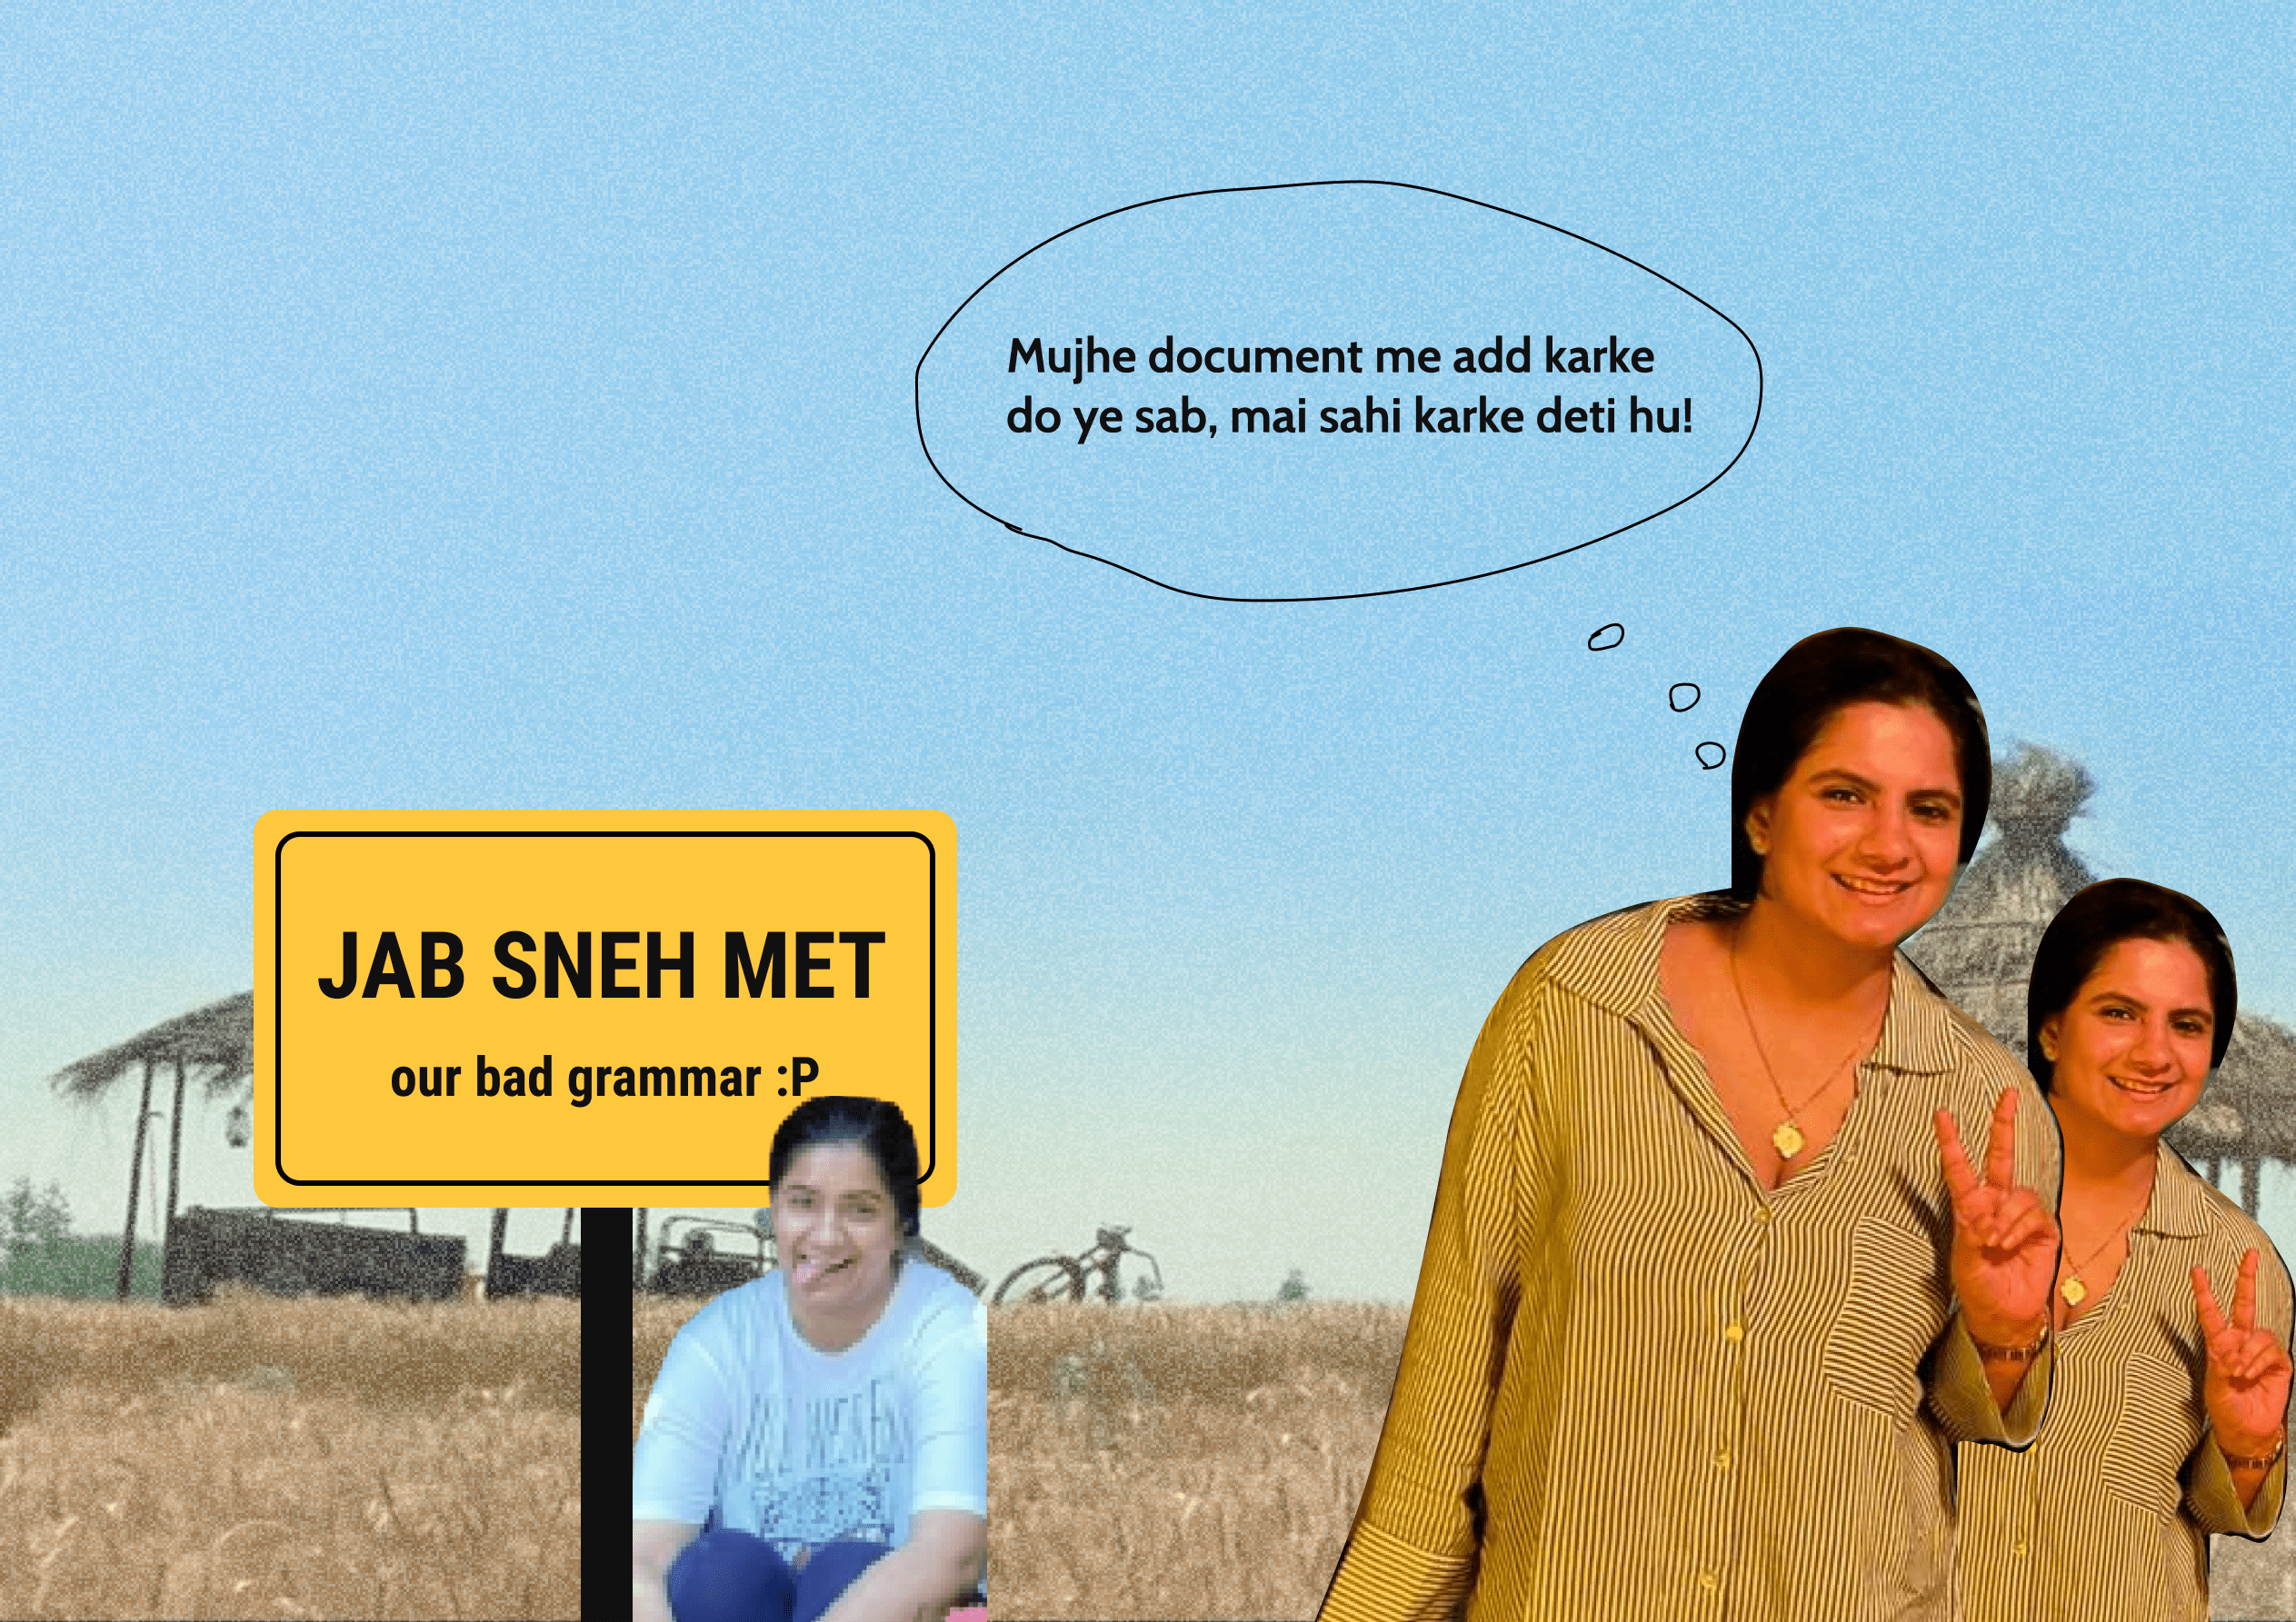 Mujhe document me add karke
do ye sab, mai sahi karke deti hu!
JAB SNEH MET
our bad grammar :P